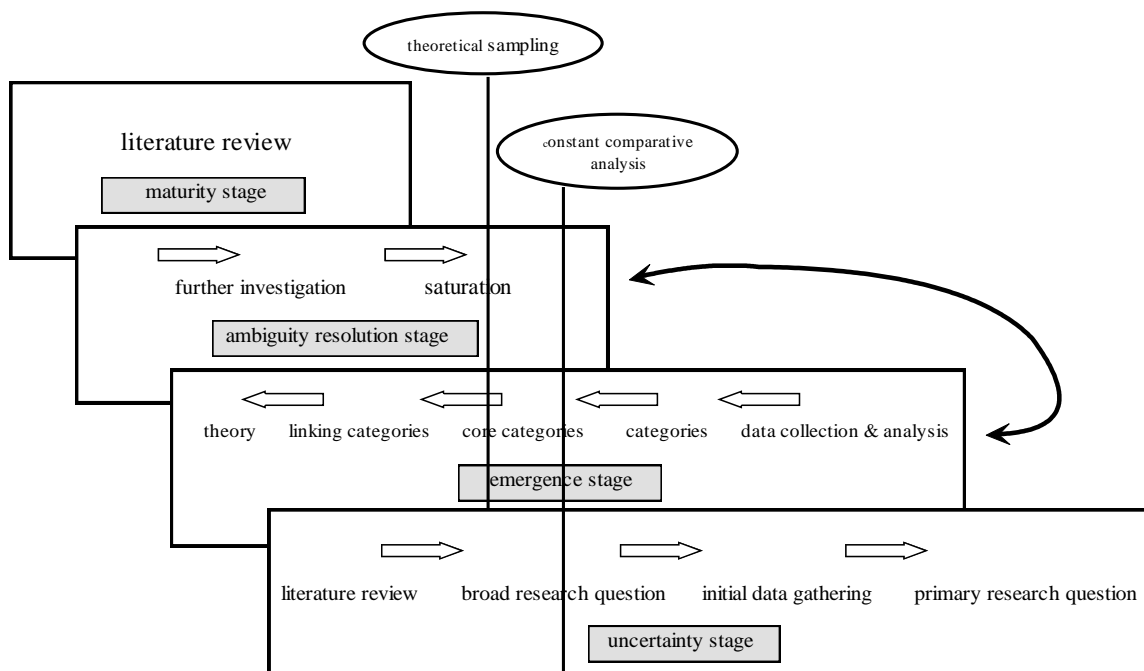 theoretical sampling
constant comparative
analysis
literature review
maturity stage
further investigation saturation
ambiguity resolution stage
theory linking categories core categories categories data collection & analysis
emergence stage
literature review broad research question initial data gathering primary research question
uncertainty stage